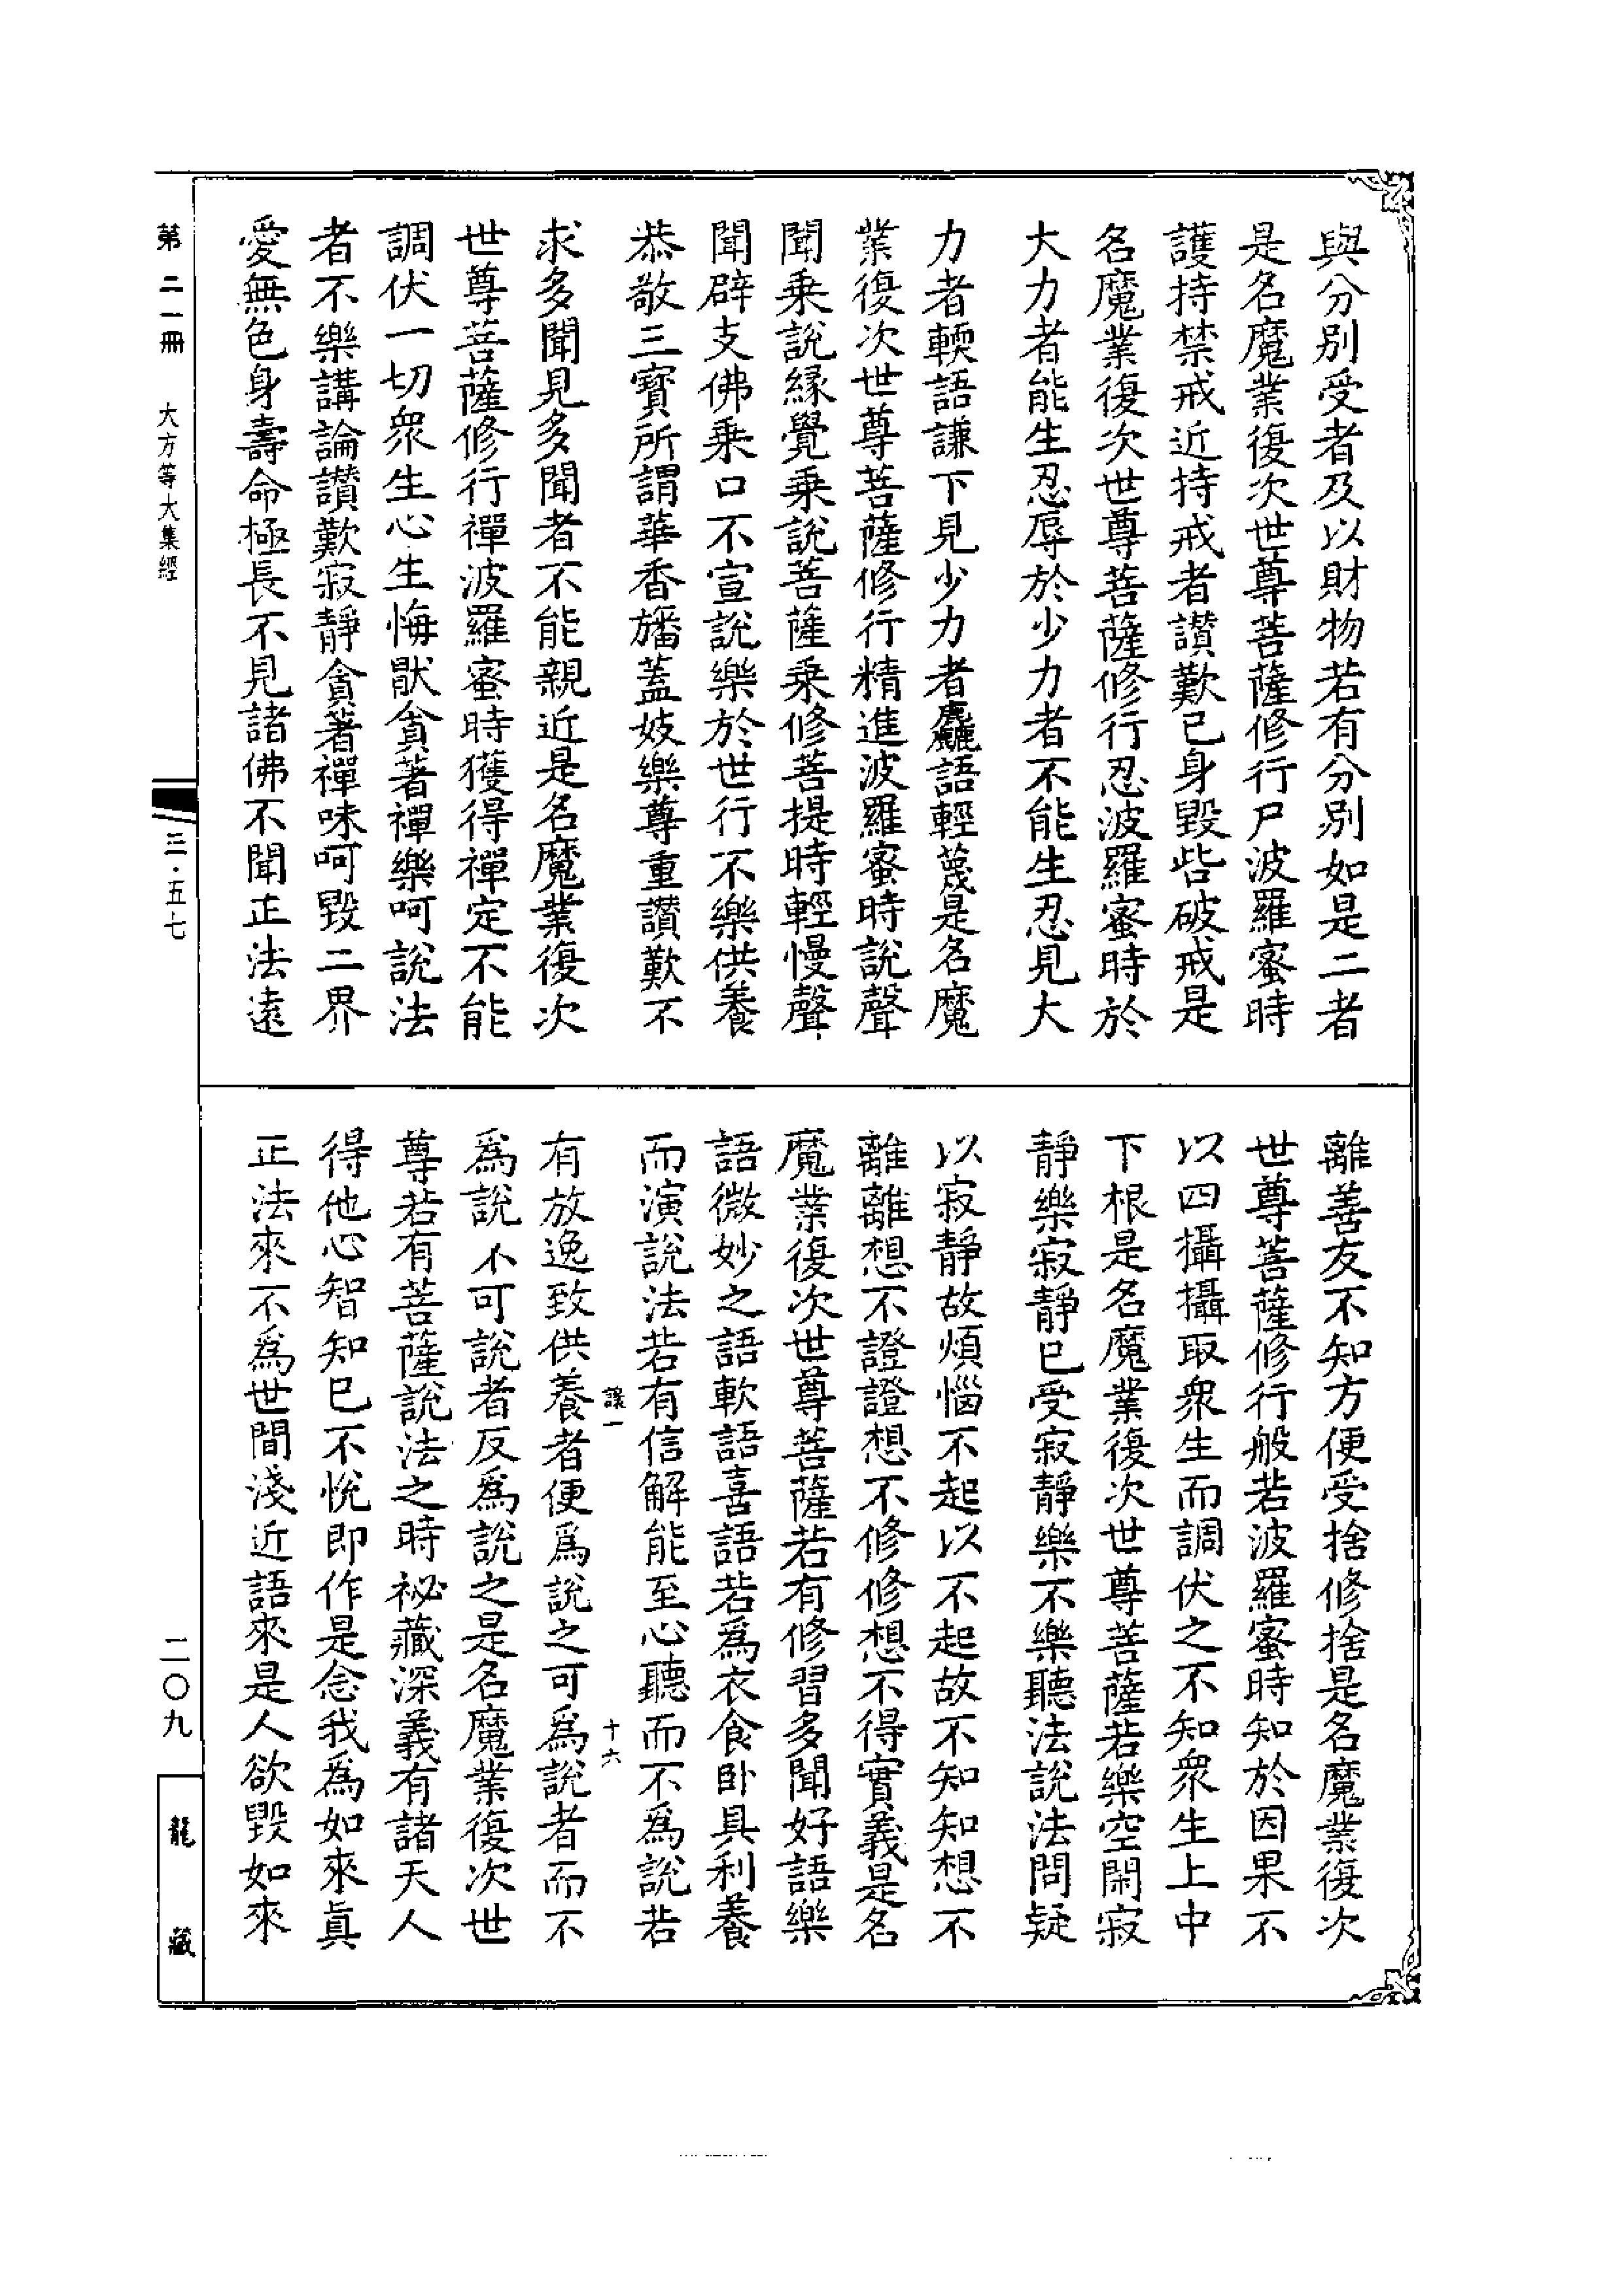 與分別受者及以財物若有分別如是二者
是名魔業復次世尊菩薩修行尸波羅蜜時
護持禁戒近持戒者讃歎已身毀呰破戒是
名魔業復次世尊菩薩修行忍波羅蜜時於
大力者能生忍辱於少力者不能生忍見大
力者輭語謙下見少力者麤語輕蔑是名魔
業復次世尊菩薩修行精進波羅蜜時說聲
聞乗說緣覺乗說菩薩乗修菩提時輕慢聲
聞辟支佛乗口不宣說樂於世行不樂供養
恭敬三寶所謂華香旛蓋妓樂尊重讃歎不
求多聞見多聞者不能親近是名魔業復次
世尊菩薩修行禪波羅蜜時獲得禪定不能
調伏一切衆生心生悔猒貪著禪樂呵說法
者不樂講論讃歎寂靜貪著禪味呵毀二界
愛無色身壽命極長不見諸佛不聞正法遠
離善友不知方便受捨修捨是名魔業復次
世尊菩薩修行般若波羅蜜時知於因果不
以四攝攝取衆生而調伏之不知衆生上中
下根是名魔業復次世尊菩薩若樂空閑寂
靜樂寂靜已受寂靜樂不樂聽法說法問疑
以寂靜故煩惱不起以不起故不知知想不
離離想不證證想不修修想不得實義是名
魔業復次世尊菩薩若有修習多聞好語樂
語微妙之語軟語喜語若爲衣食卧具利養
而演說法若有信解能至心聽而不爲說若
有放逸致供養者便爲說之可爲說者而不
爲說不可說者反爲說之是名魔業復次世
尊若有菩薩說法之時祕藏深義有諸天人
得他心智知已不悅即作是念我爲如來眞
正法來不爲世間淺近語來是人欲毀如來
十六
第二一冊 大方等大集經
三·五七
二〇九
龍藏